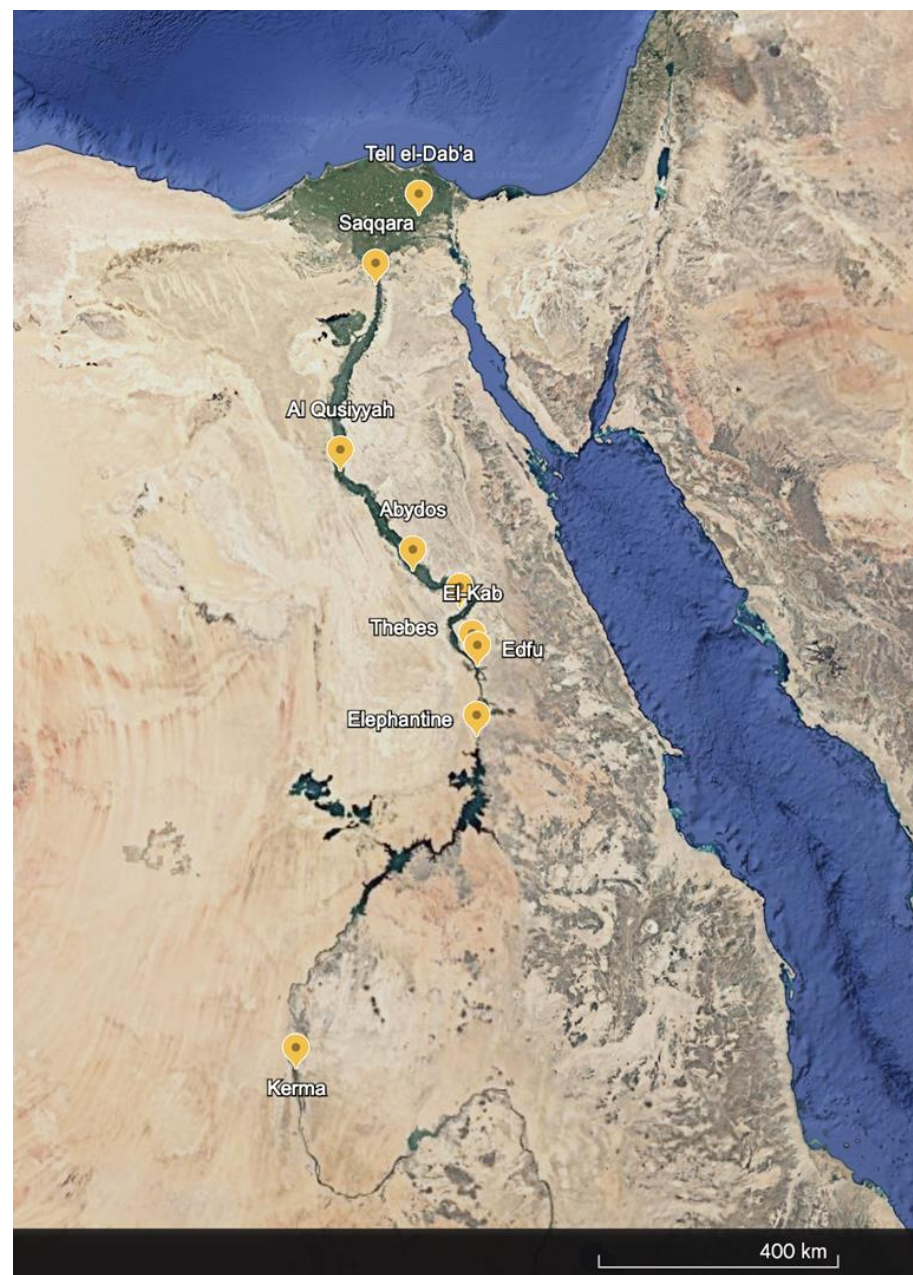 Tell el-Dab'a
Saqqara
Al Qusiyyah
Abydos
El-Kab
Thebes
Edfu
Elephantine
Kerma
400 km